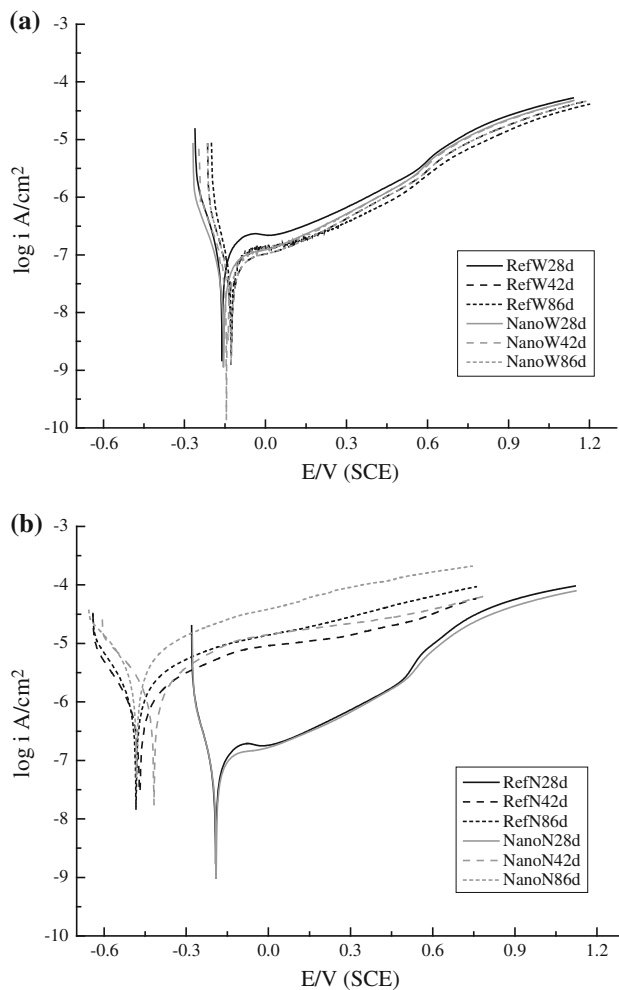 (a)
-3
-4
-5
-6
-7
-8
-9
-10
log i A/cm²
RefW28d
RefW42d
RefW86d
NanoW28d
NanoW42d
NanoW86d
-0.6 -0.3 0.0 0.3 0.6 0.9 1.2
E/V (SCE)
(b)
-3
-4
-5
-6
-7
-8
-9
-10
log i A/cm²
RefN28d
RefN42d
RefN86d
NanoN28d
NanoN42d
NanoN86d
-0.6 -0.3 0.0 0.3 0.6 0.9 1.2
E/V (SCE)